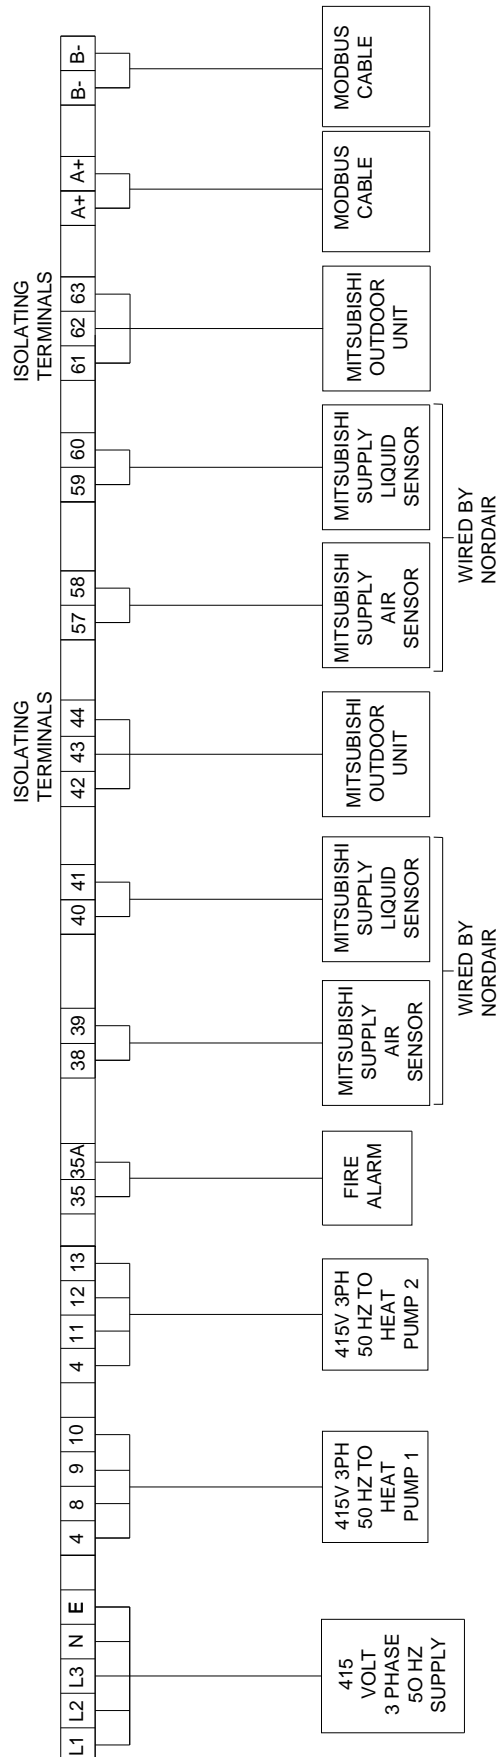 ISOLATING
TERMINALS
ISOLATING
TERMINALS
L1 L2 L3 N E 4 8 9 10 4 11 12 13 35 35A 38 39 40 41 42 43 44 57 58 59 60 61 62 63 A+ A+ B- B-
415
VOLT
3 PHASE
5O HZ
SUPPLY
415V 3PH
50 HZ TO
HEAT
PUMP 1
415V 3PH
50 HZ TO
HEAT
PUMP 2
FIRE
ALARM
MITSUBISHI
SUPPLY
AIR
SENSOR
MITSUBISHI
SUPPLY
LIQUID
SENSOR
MITSUBISHI
OUTDOOR
UNIT
MITSUBISHI
SUPPLY
AIR
SENSOR
MITSUBISHI
SUPPLY
LIQUID
SENSOR
MITSUBISHI
OUTDOOR
UNIT
MODBUS
CABLE
MODBUS
CABLE
WIRED BY
NORDAIR
WIRED BY
NORDAIR